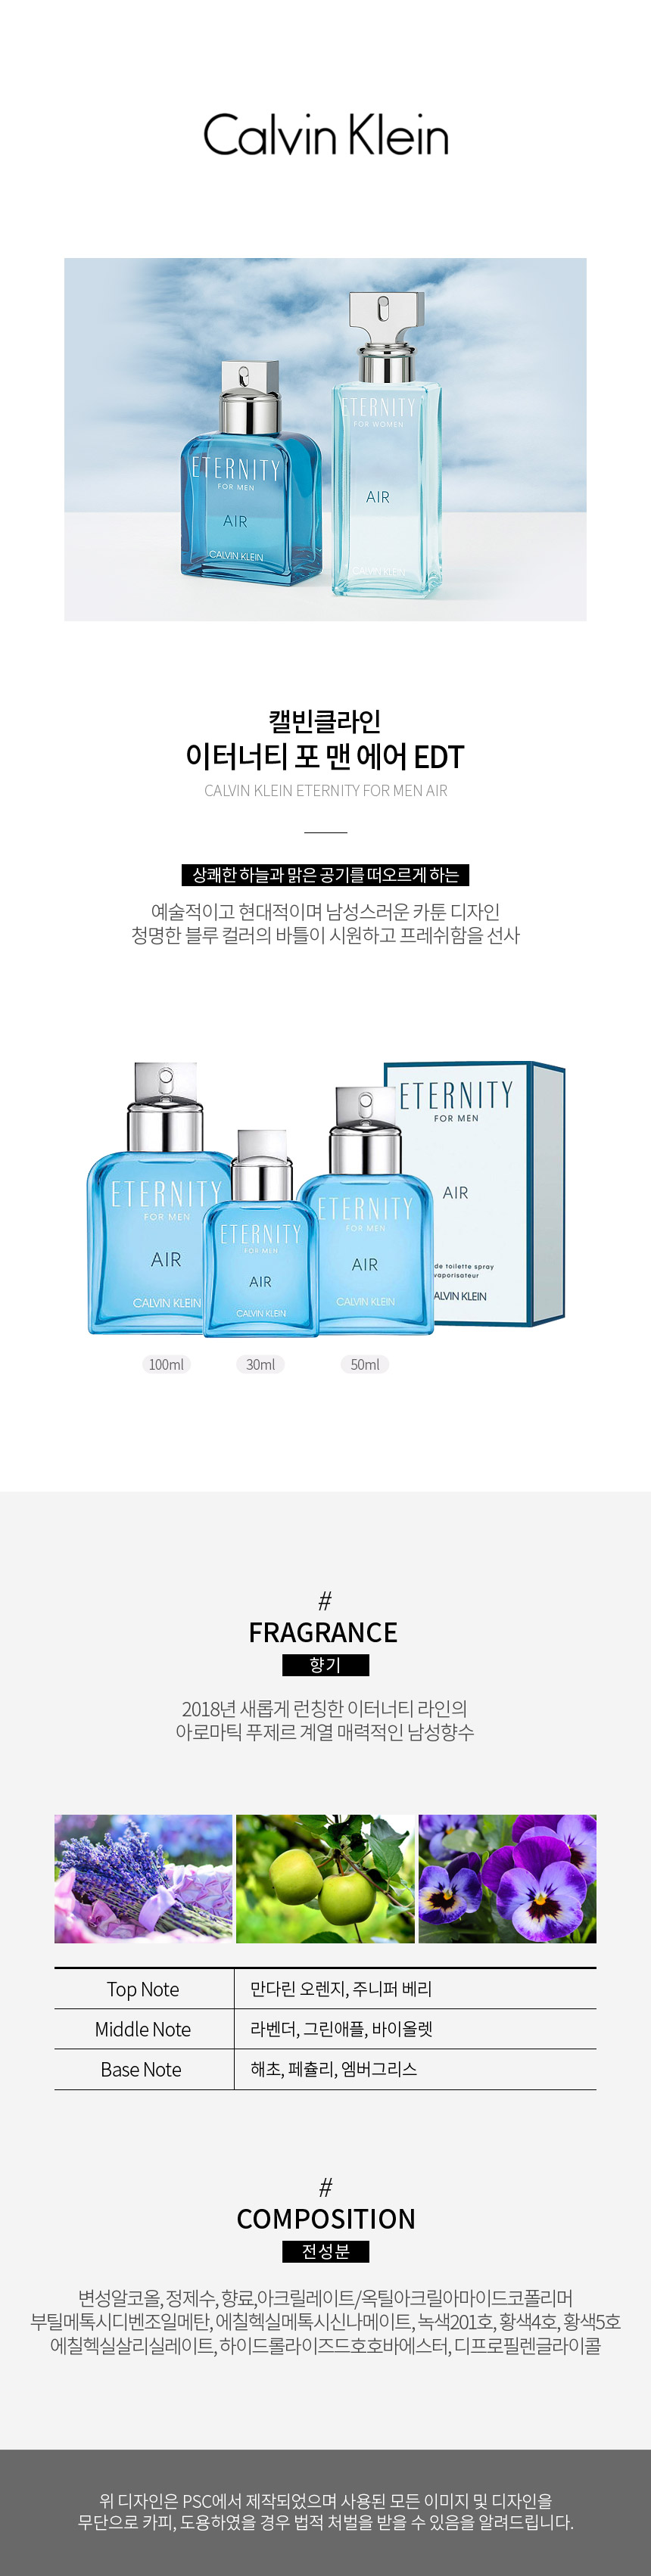 Calvin Klein
ETERNITY
FOR MEN
AIR
CALVIN KLEIN
ETERNITY
FOR WOMEN
AIR
CALVIN KLEIN
캘빈클라인
이터너티 포 맨 에어 EDT
CALVIN KLEIN ETERNITY FOR MEN AIR
상쾌한 하늘과 맑은 공기를 떠오르게 하는
예술적이고 현대적이며 남성스러운 카툰 디자인
청명한 블루 컬러의 바틀이 시원하고 프레쉬함을 선사
ETERNITY
FOR MEN
AIR
CALVIN KLEIN
ETERNITY
FOR MEN
AIR
CALVIN KLEIN
ETERNITY
FOR MEN
AIR
CALVIN KLEIN
ETERNITY
FOR MEN
AIR
de toilette spray
vaporisateur
ALVIN KLEIN
100ml
30ml
50ml
#
FRAGRANCE
향기
2018년 새롭게 런칭한 이터너티 라인의
아로마틱 푸제르 계열 매력적인 남성향수
Top Note 만다린 오렌지, 주니퍼 베리
Middle Note 라벤더, 그린애플, 바이올렛
Base Note 해초, 페츌리, 엠버그리스
#
COMPOSITION
전성분
변성알코올, 정제수, 향료,아크릴레이트/옥틸아크릴아마이드코폴리머
부틸메톡시디벤조일메탄, 에칠헥실메톡시신나메이트, 녹색201호, 황색4호, 황색5호
에칠헥실살리실레이트, 하이드롤라이즈드호호바에스터, 디프로필렌글라이콜
위 디자인은 PSC에서 제작되었으며 사용된 모든 이미지 및 디자인을
무단으로 카피, 도용하였을 경우 법적 처벌을 받을 수 있음을 알려드립니다.